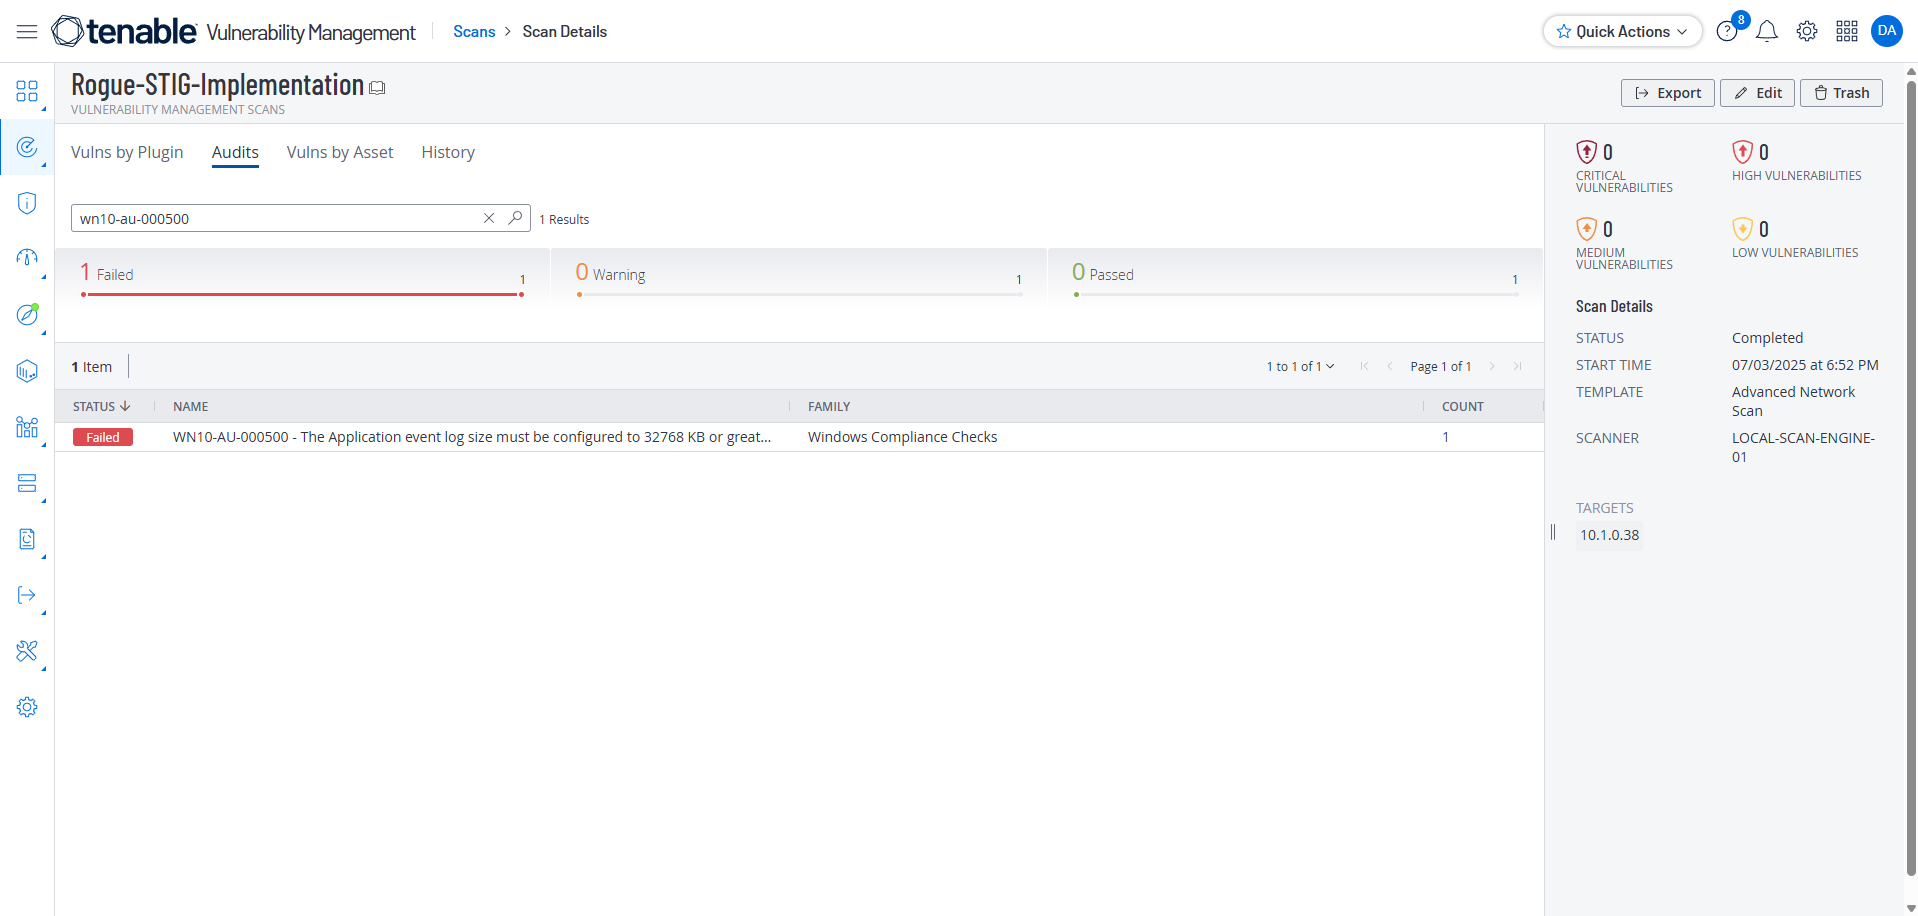 tenable Vulnerability Management Scans > Scan Details Quick Actions 8 DA
Rogue-STIG-Implementation
VULNERABILITY MANAGEMENT SCANS
Export Edit Trash
Vulns by Plugin Audits Vulns by Asset History
wn10-au-000500 1 Results
1 Failed 1 0 Warning 1 0 Passed 1
1 Item 1 to 1 of 1 Page 1 of 1
STATUS NAME FAMILY COUNT
Failed WN10-AU-000500 - The Application event log size must be configured to 32768 KB or great... Windows Compliance Checks 1
0
CRITICAL
VULNERABILITIES
0
HIGH VULNERABILITIES
0
MEDIUM
VULNERABILITIES
0
LOW VULNERABILITIES
Scan Details
STATUS Completed
START TIME 07/03/2025 at 6:52 PM
TEMPLATE Advanced Network
Scan
SCANNER LOCAL-SCAN-ENGINE-
01
TARGETS
10.1.0.38